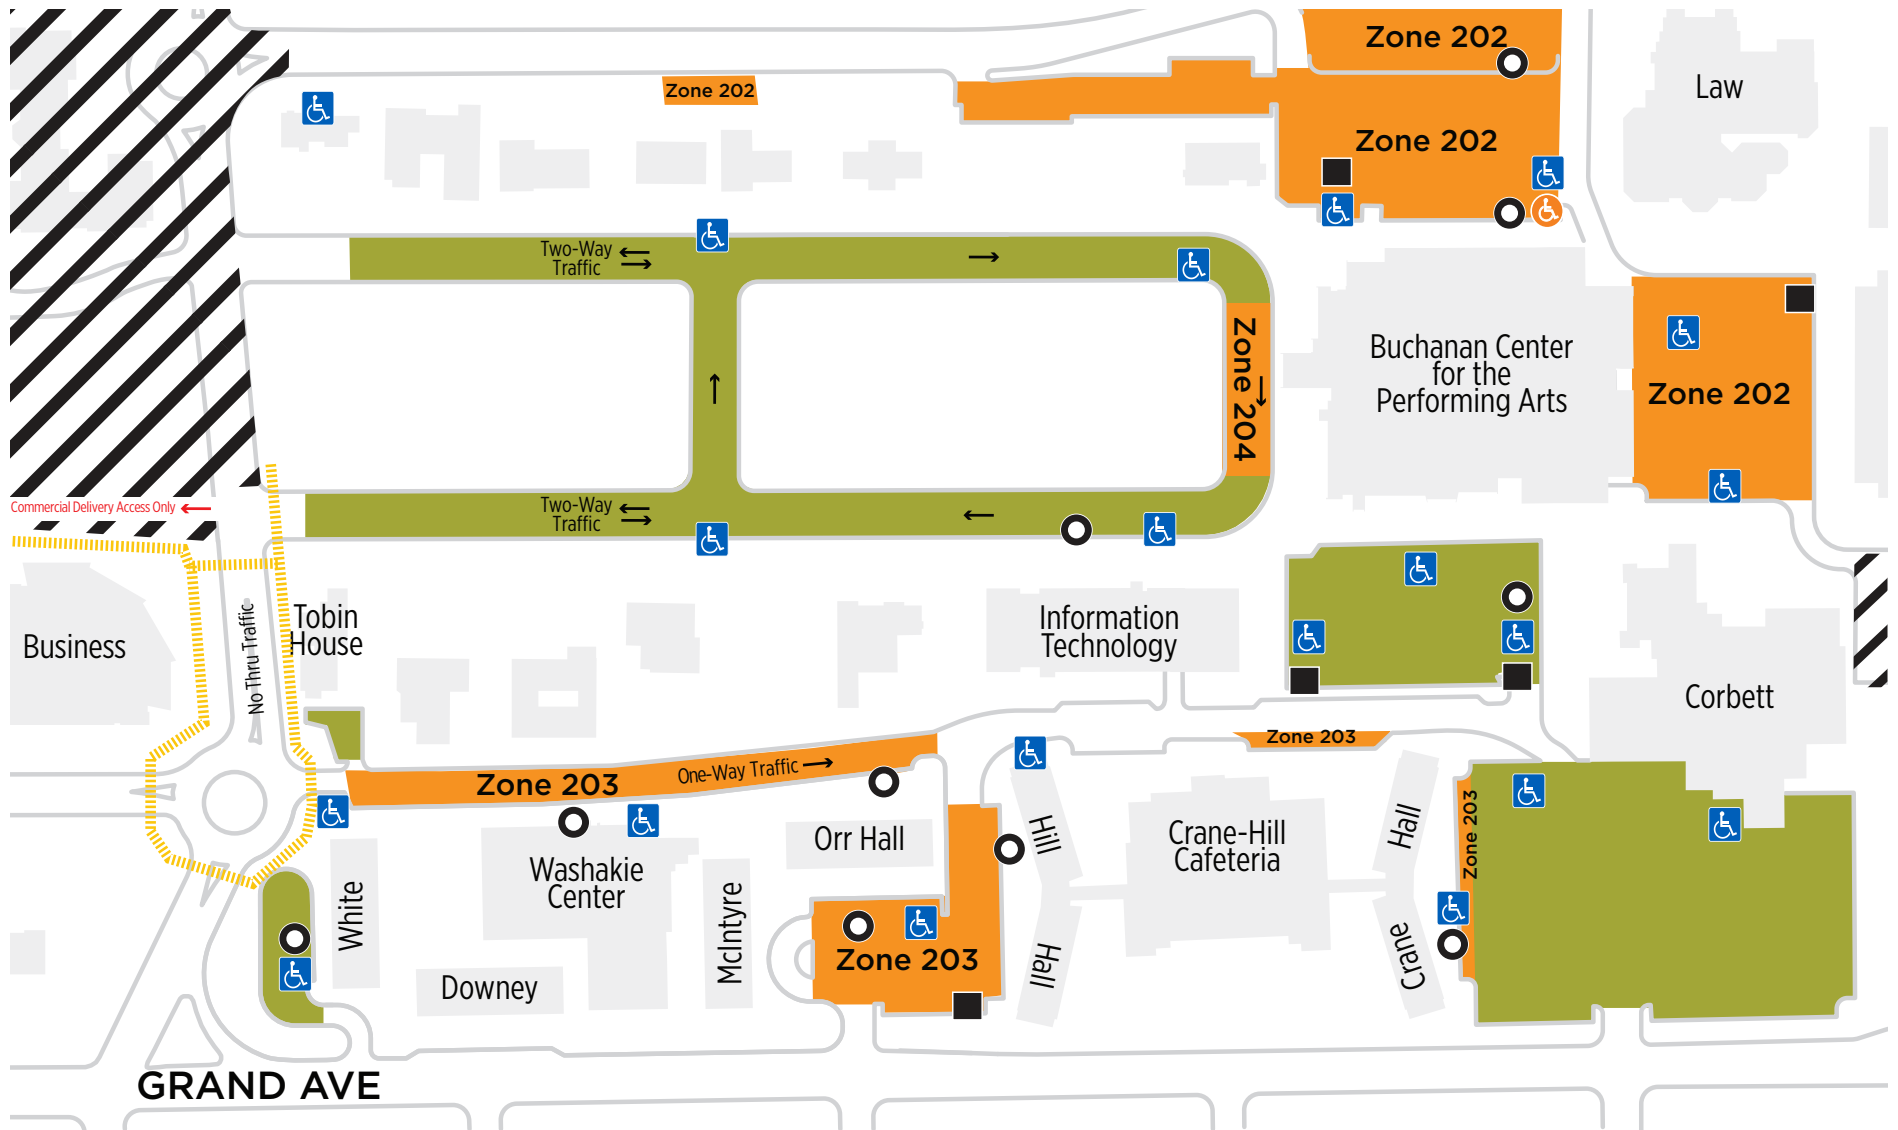 Zone 202
Law
Zone 202
Zone 202
Two-Way
Traffic
Zone 204
Buchanan Center
for the
Performing Arts
Zone 202
Commercial Delivery Access Only
Two-Way
Traffic
Business
No Thru Traffic
Tobin
House
Information
Technology
Corbett
Zone 203
One-Way Traffic
Zone 203
Zone 203
White
Washakie
Center
McIntyre
Orr Hall
Hill
Hall
Crane-Hill
Cafeteria
Hall
Crane
Zone 203
Downey
GRAND AVE